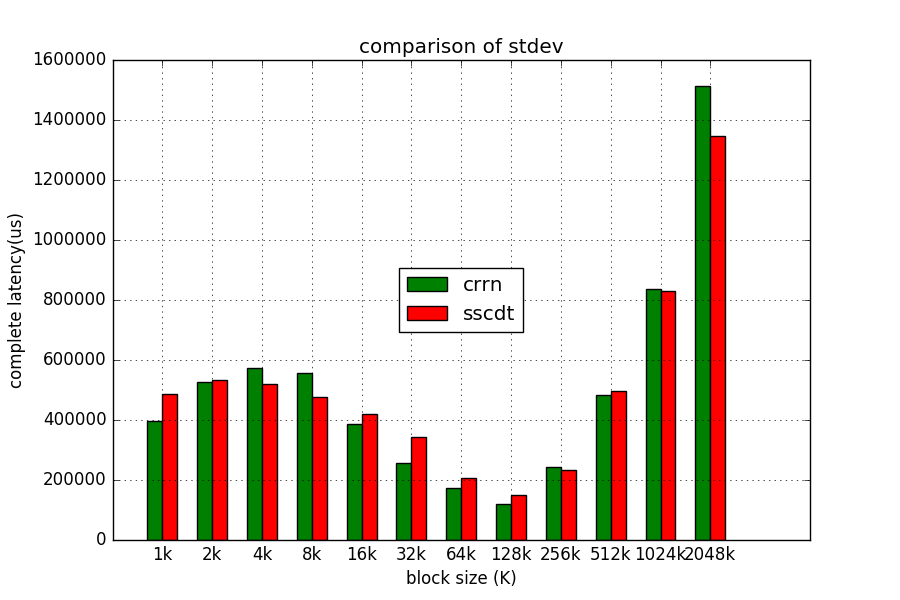 comparison of stdev
1600000
1400000
1200000
1000000
800000
600000
400000
200000
0
complete latency(us)
crrn
sscdt
1k 2k 4k 8k 16k 32k 64k 128k 256k 512k 1024k 2048k
block size (K)